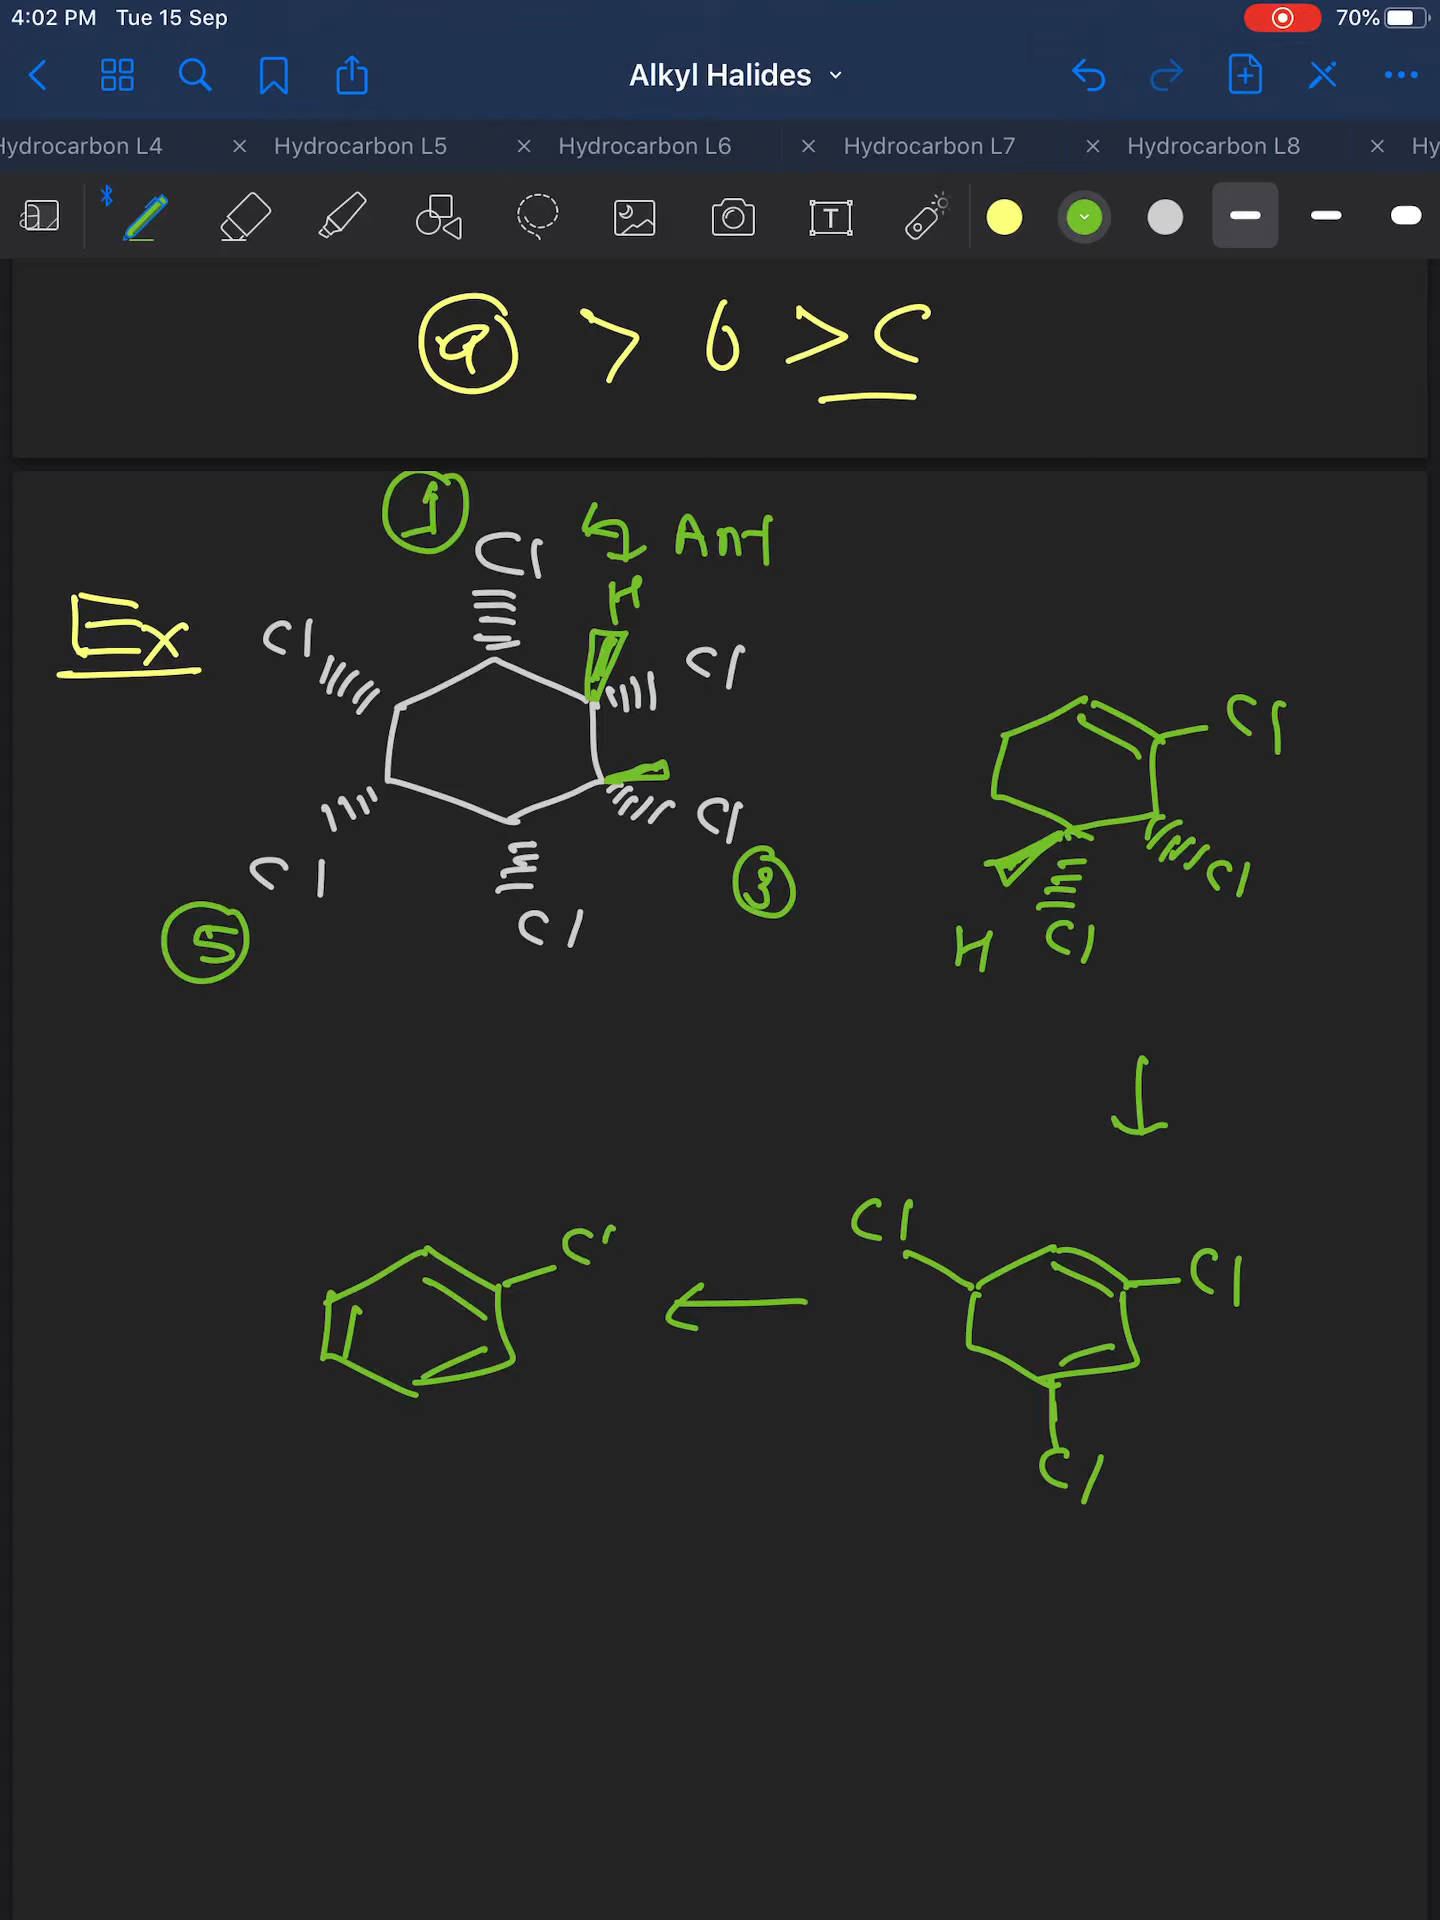 4:02 PM Tue 15 Sep
70%
Alkyl Halides
Hydrocarbon L4
Hydrocarbon L5
Hydrocarbon L6
Hydrocarbon L7
Hydrocarbon L8
Hy
T
a > b > c
1
Cl
Anti
H
Ex
Cl
Cl
Cl
Cl
Cl
Cl
3
5
Cl
Cl
H
Cl
Cl
Cl
Cl
Cl